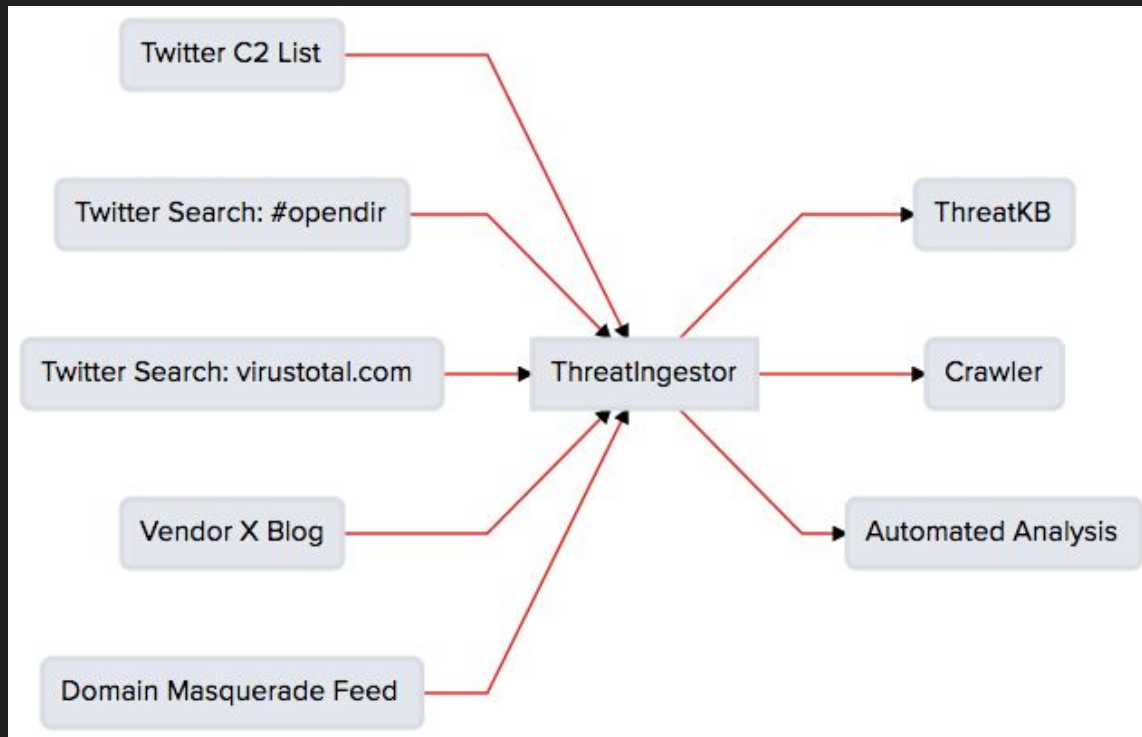 Twitter C2 List
Twitter Search: #opendir
Twitter Search: virustotal.com
Vendor X Blog
Domain Masquerade Feed
ThreatIngestor
ThreatKB
Crawler
Automated Analysis